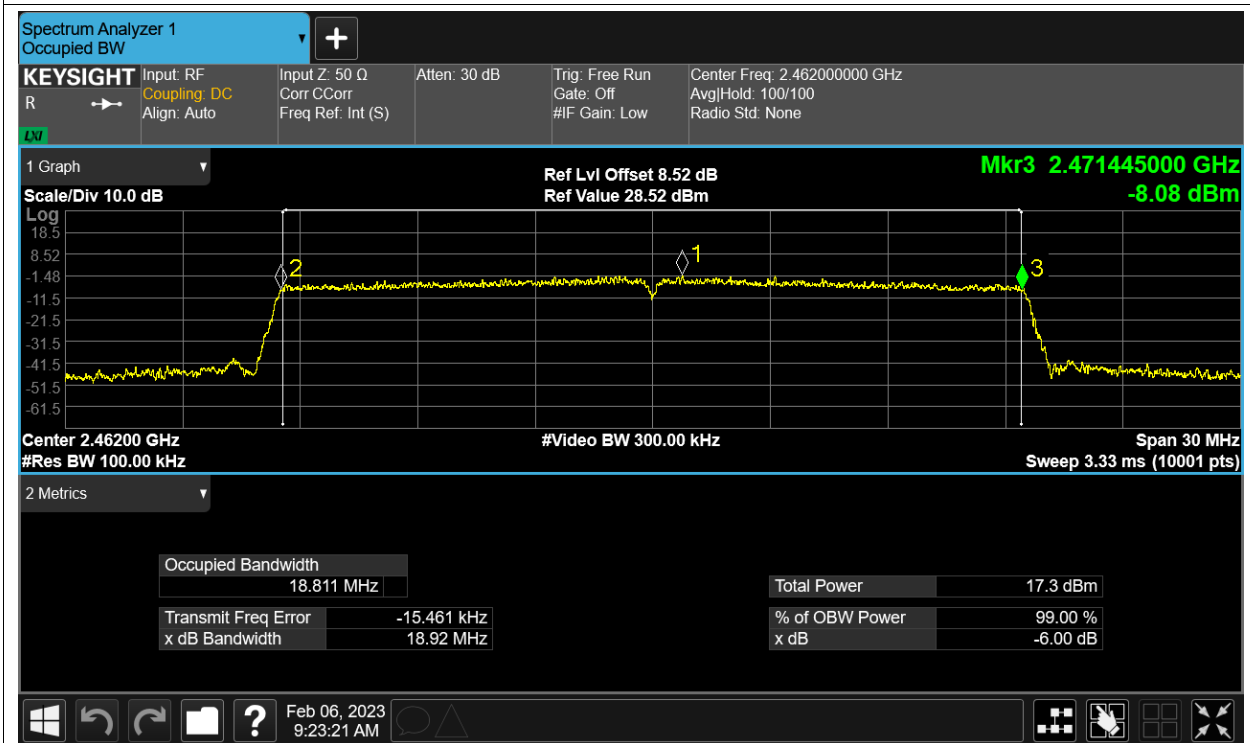 Spectrum Analyzer 1
Occupied BW
▼
+
KEYSIGHT
R
LXI
Input: RF
Coupling: DC
Align: Auto
Input Z: 50 Ω
Corr CCorr
Freq Ref: Int (S)
Atten: 30 dB
Trig: Free Run
Gate: Off
#IF Gain: Low
Center Freq: 2.462000000 GHz
Avg|Hold: 100/100
Radio Std: None
1 Graph ▼
Scale/Div 10.0 dB
Ref Lvl Offset 8.52 dB
Ref Value 28.52 dBm
Mkr3 2.471445000 GHz
-8.08 dBm
Log
18.5
8.52
-1.48
-11.5
-21.5
-31.5
-41.5
-51.5
-61.5
2
1
3
Center 2.46200 GHz
#Res BW 100.00 kHz
#Video BW 300.00 kHz
Span 30 MHz
Sweep 3.33 ms (10001 pts)
2 Metrics ▼
Occupied Bandwidth
18.811 MHz
Transmit Freq Error -15.461 kHz
x dB Bandwidth 18.92 MHz
Total Power 17.3 dBm
% of OBW Power 99.00 %
x dB -6.00 dB
?
Feb 06, 2023
9:23:21 AM